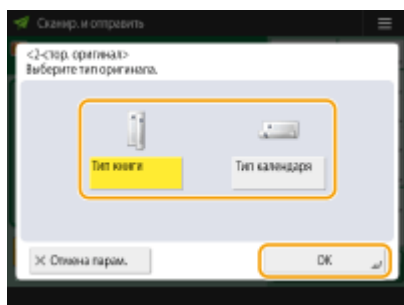 Сканир. и отправить
<2-стор. оригинал>
Выберите тип оригинала.
Тип книги
Тип календаря
Отмена парам.
OK